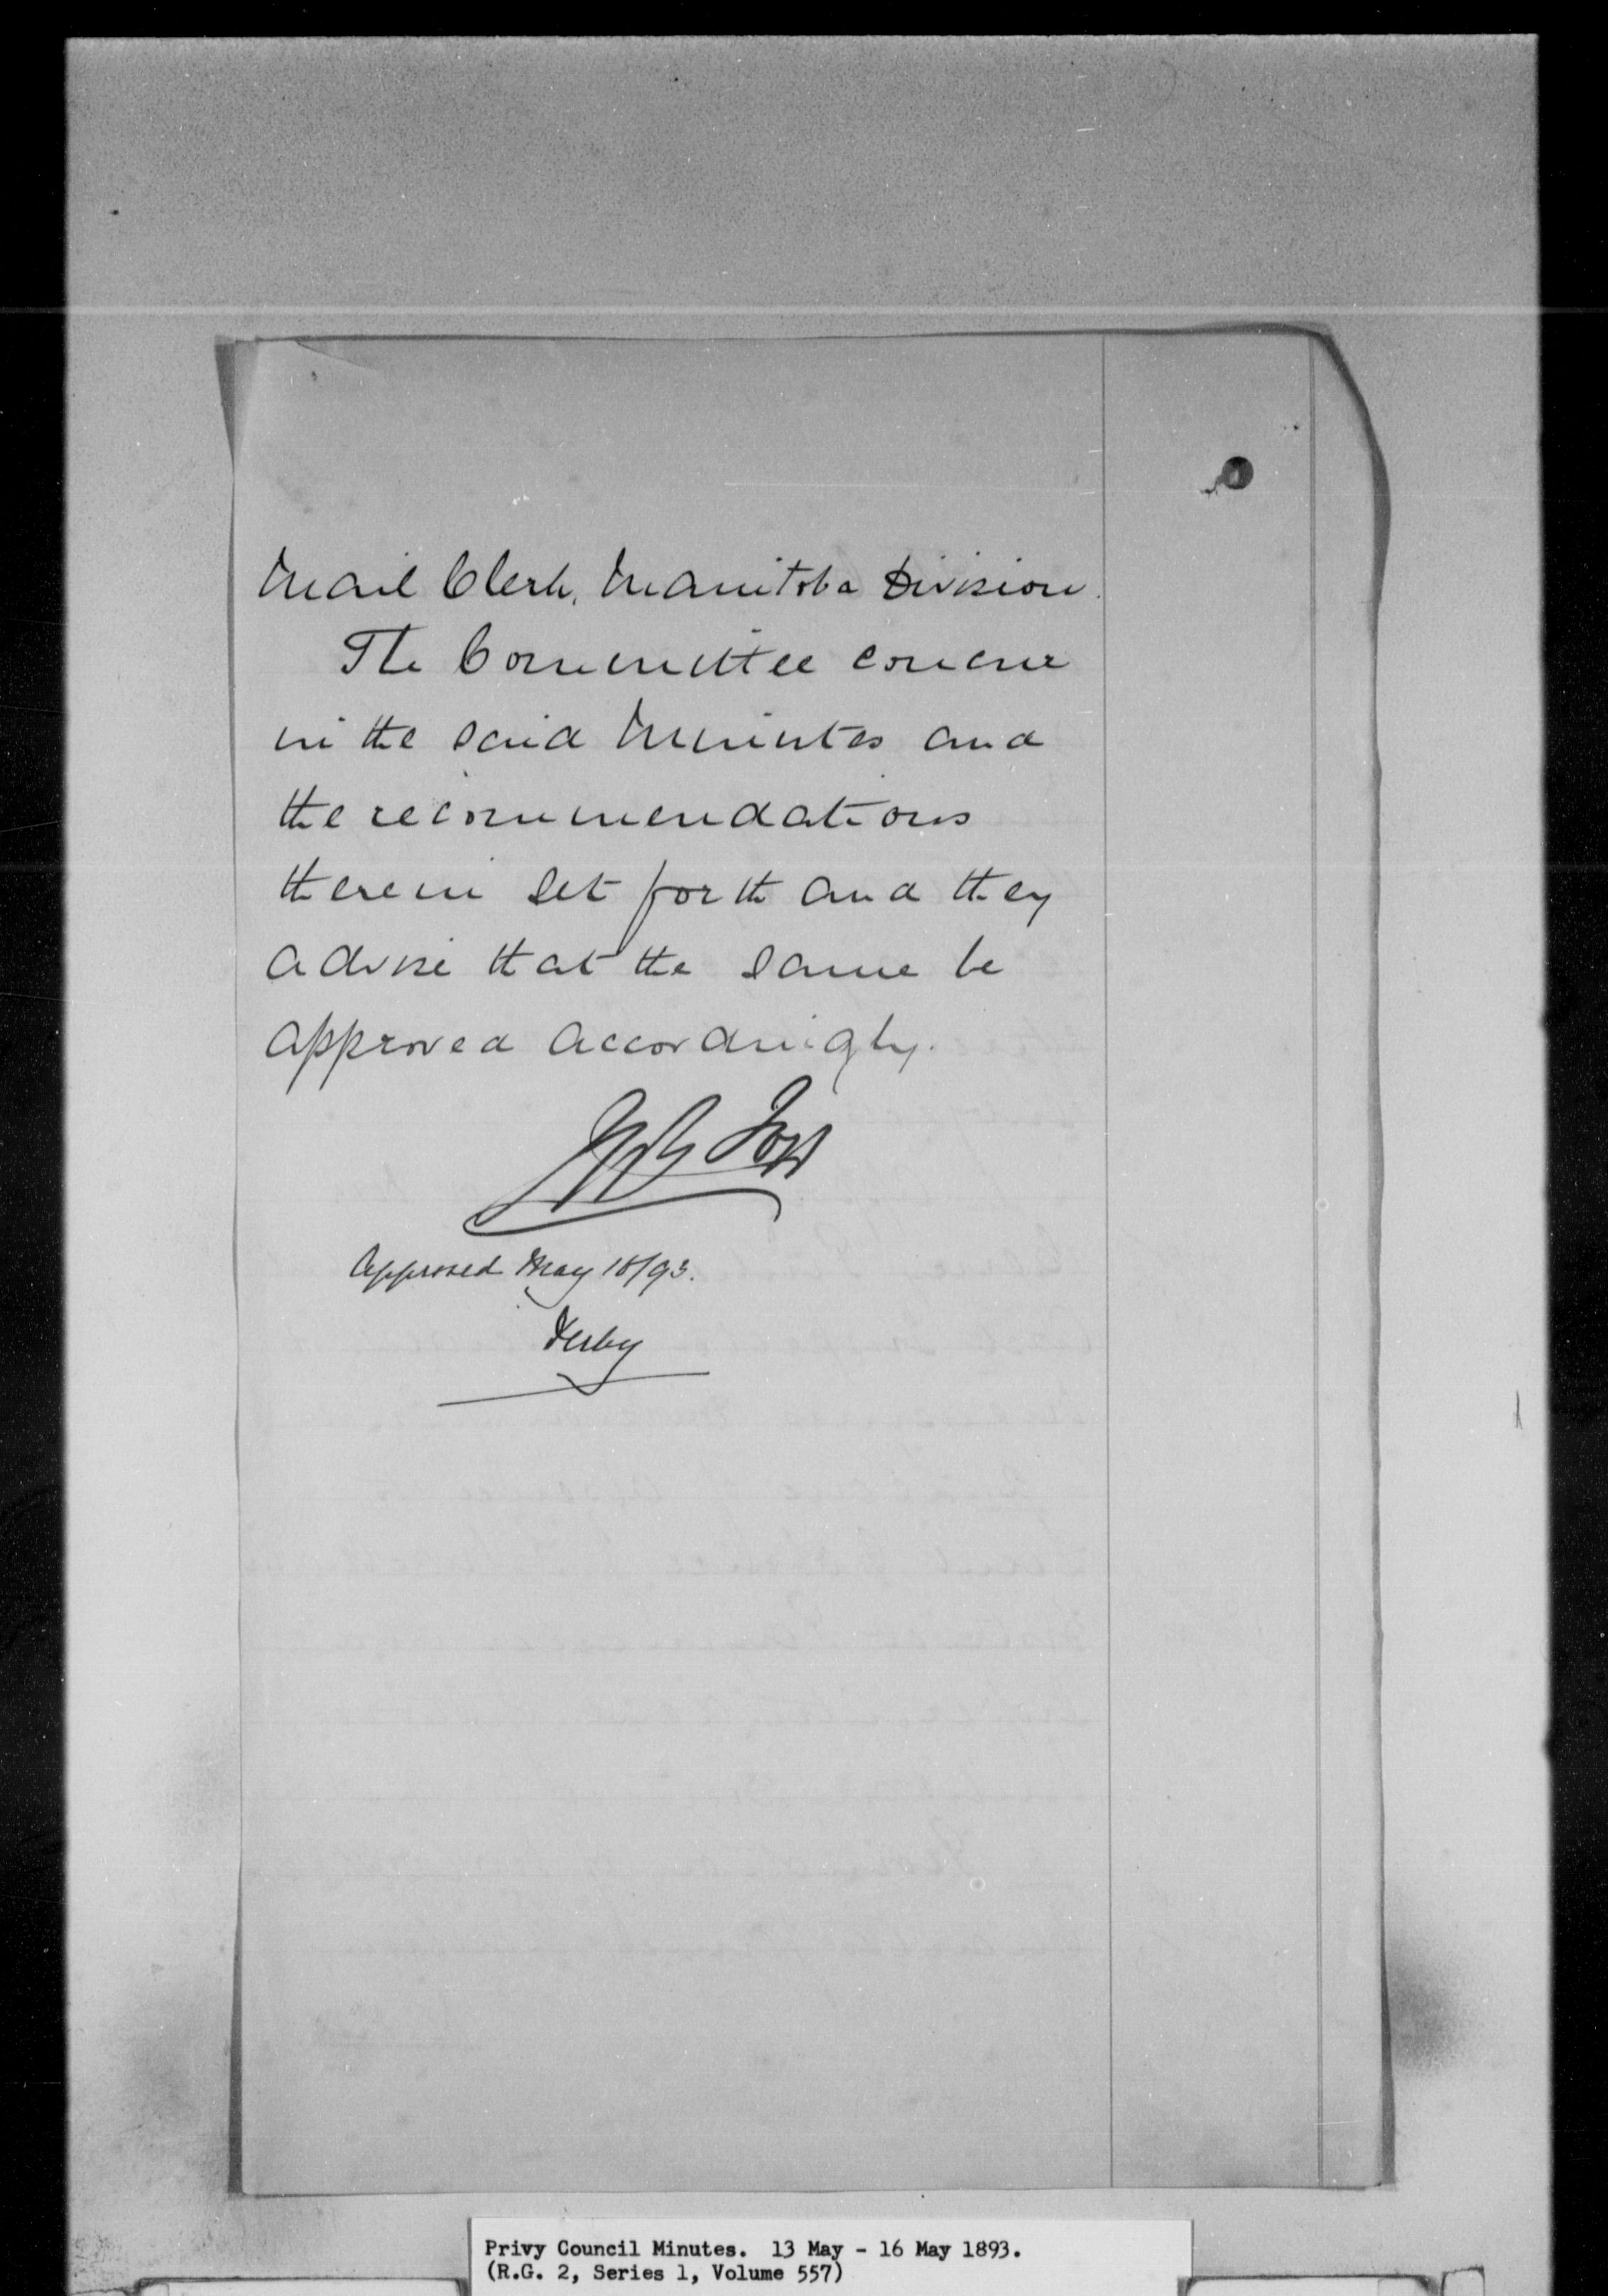 Mail Clerk, Manitoba Division.
The Committee concur
in the said Minutes and
the recommendations
therein set forth and they
advise that the same be
approved accordingly.
Approved May 18/93.
Derby
Privy Council Minutes. 13 May - 16 May 1893.
(R.G. 2, Series 1, Volume 557)